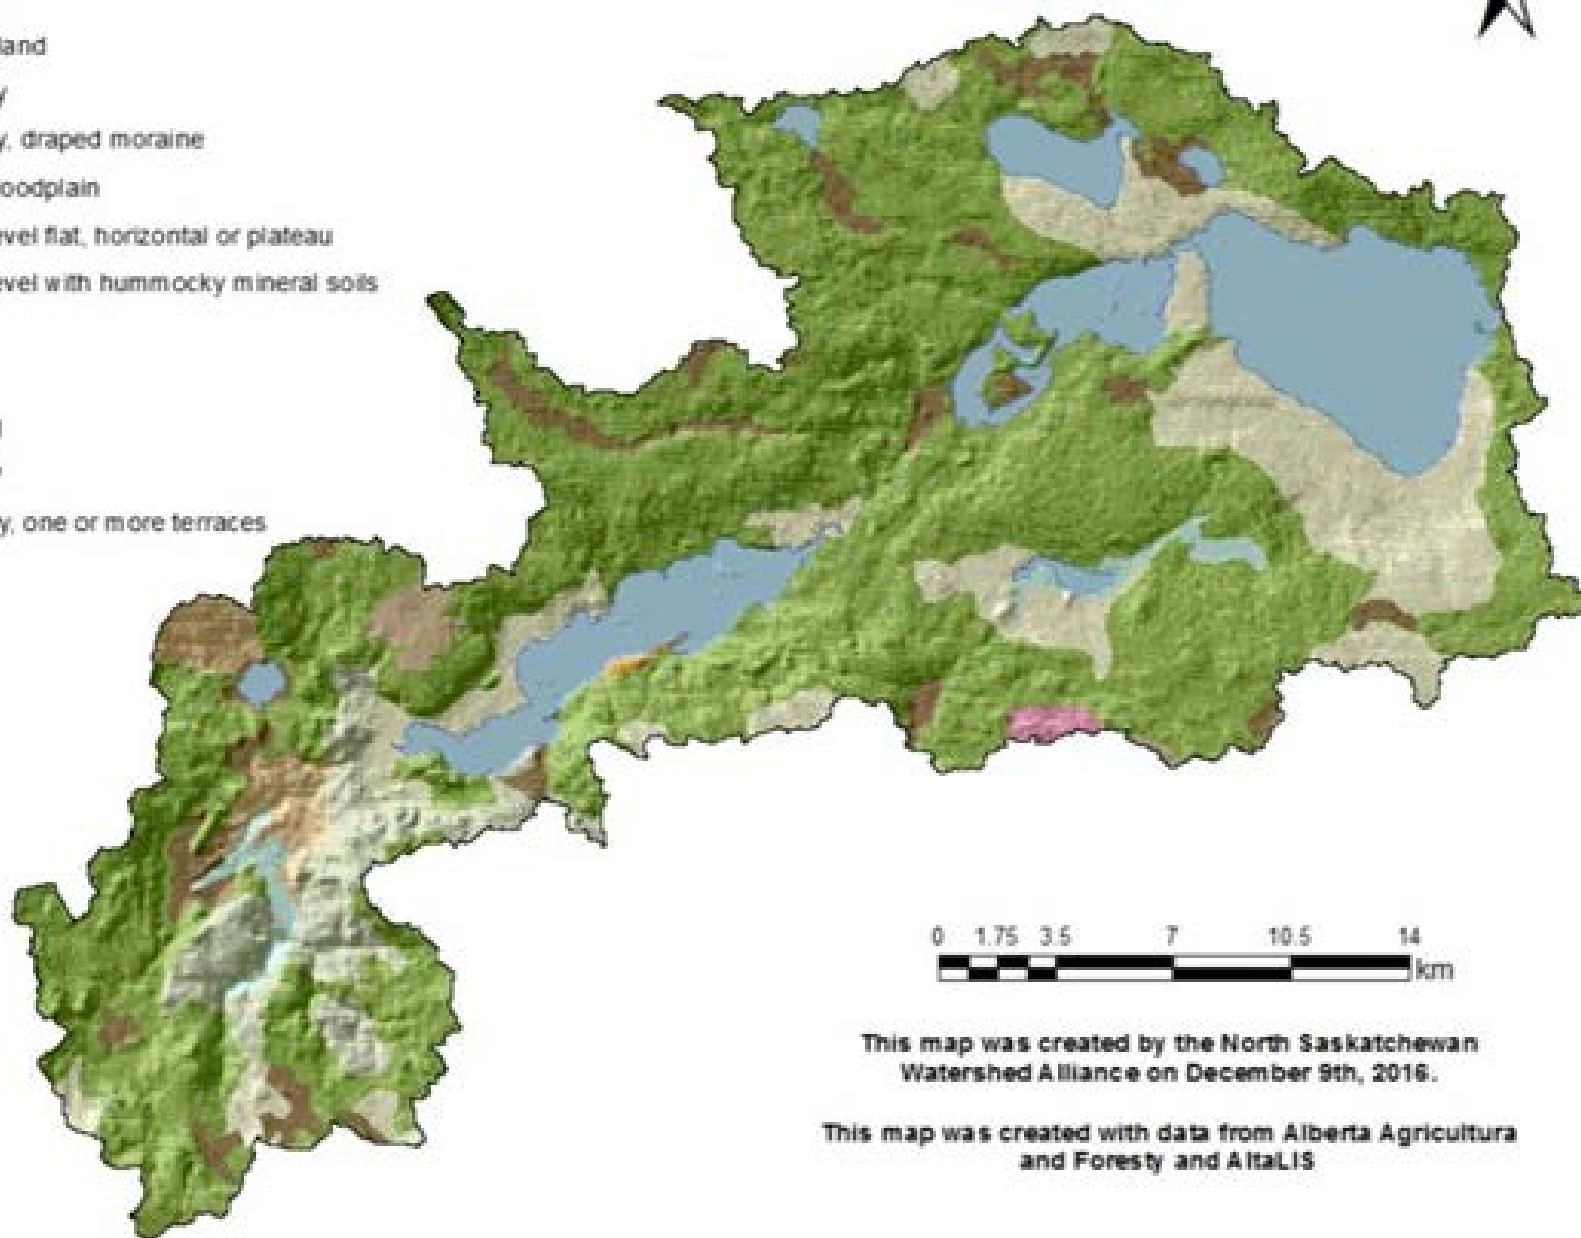 land
y
y, draped moraine
oodplain
evel flat, horizontal or plateau
evel with hummocky mineral soils
y, one or more terraces
0 1.75 3.5 7 10.5 14
km
This map was created by the North Saskatchewan
Watershed Alliance on December 9th, 2016.
This map was created with data from Alberta Agricultura
and Foresty and AltaLIS